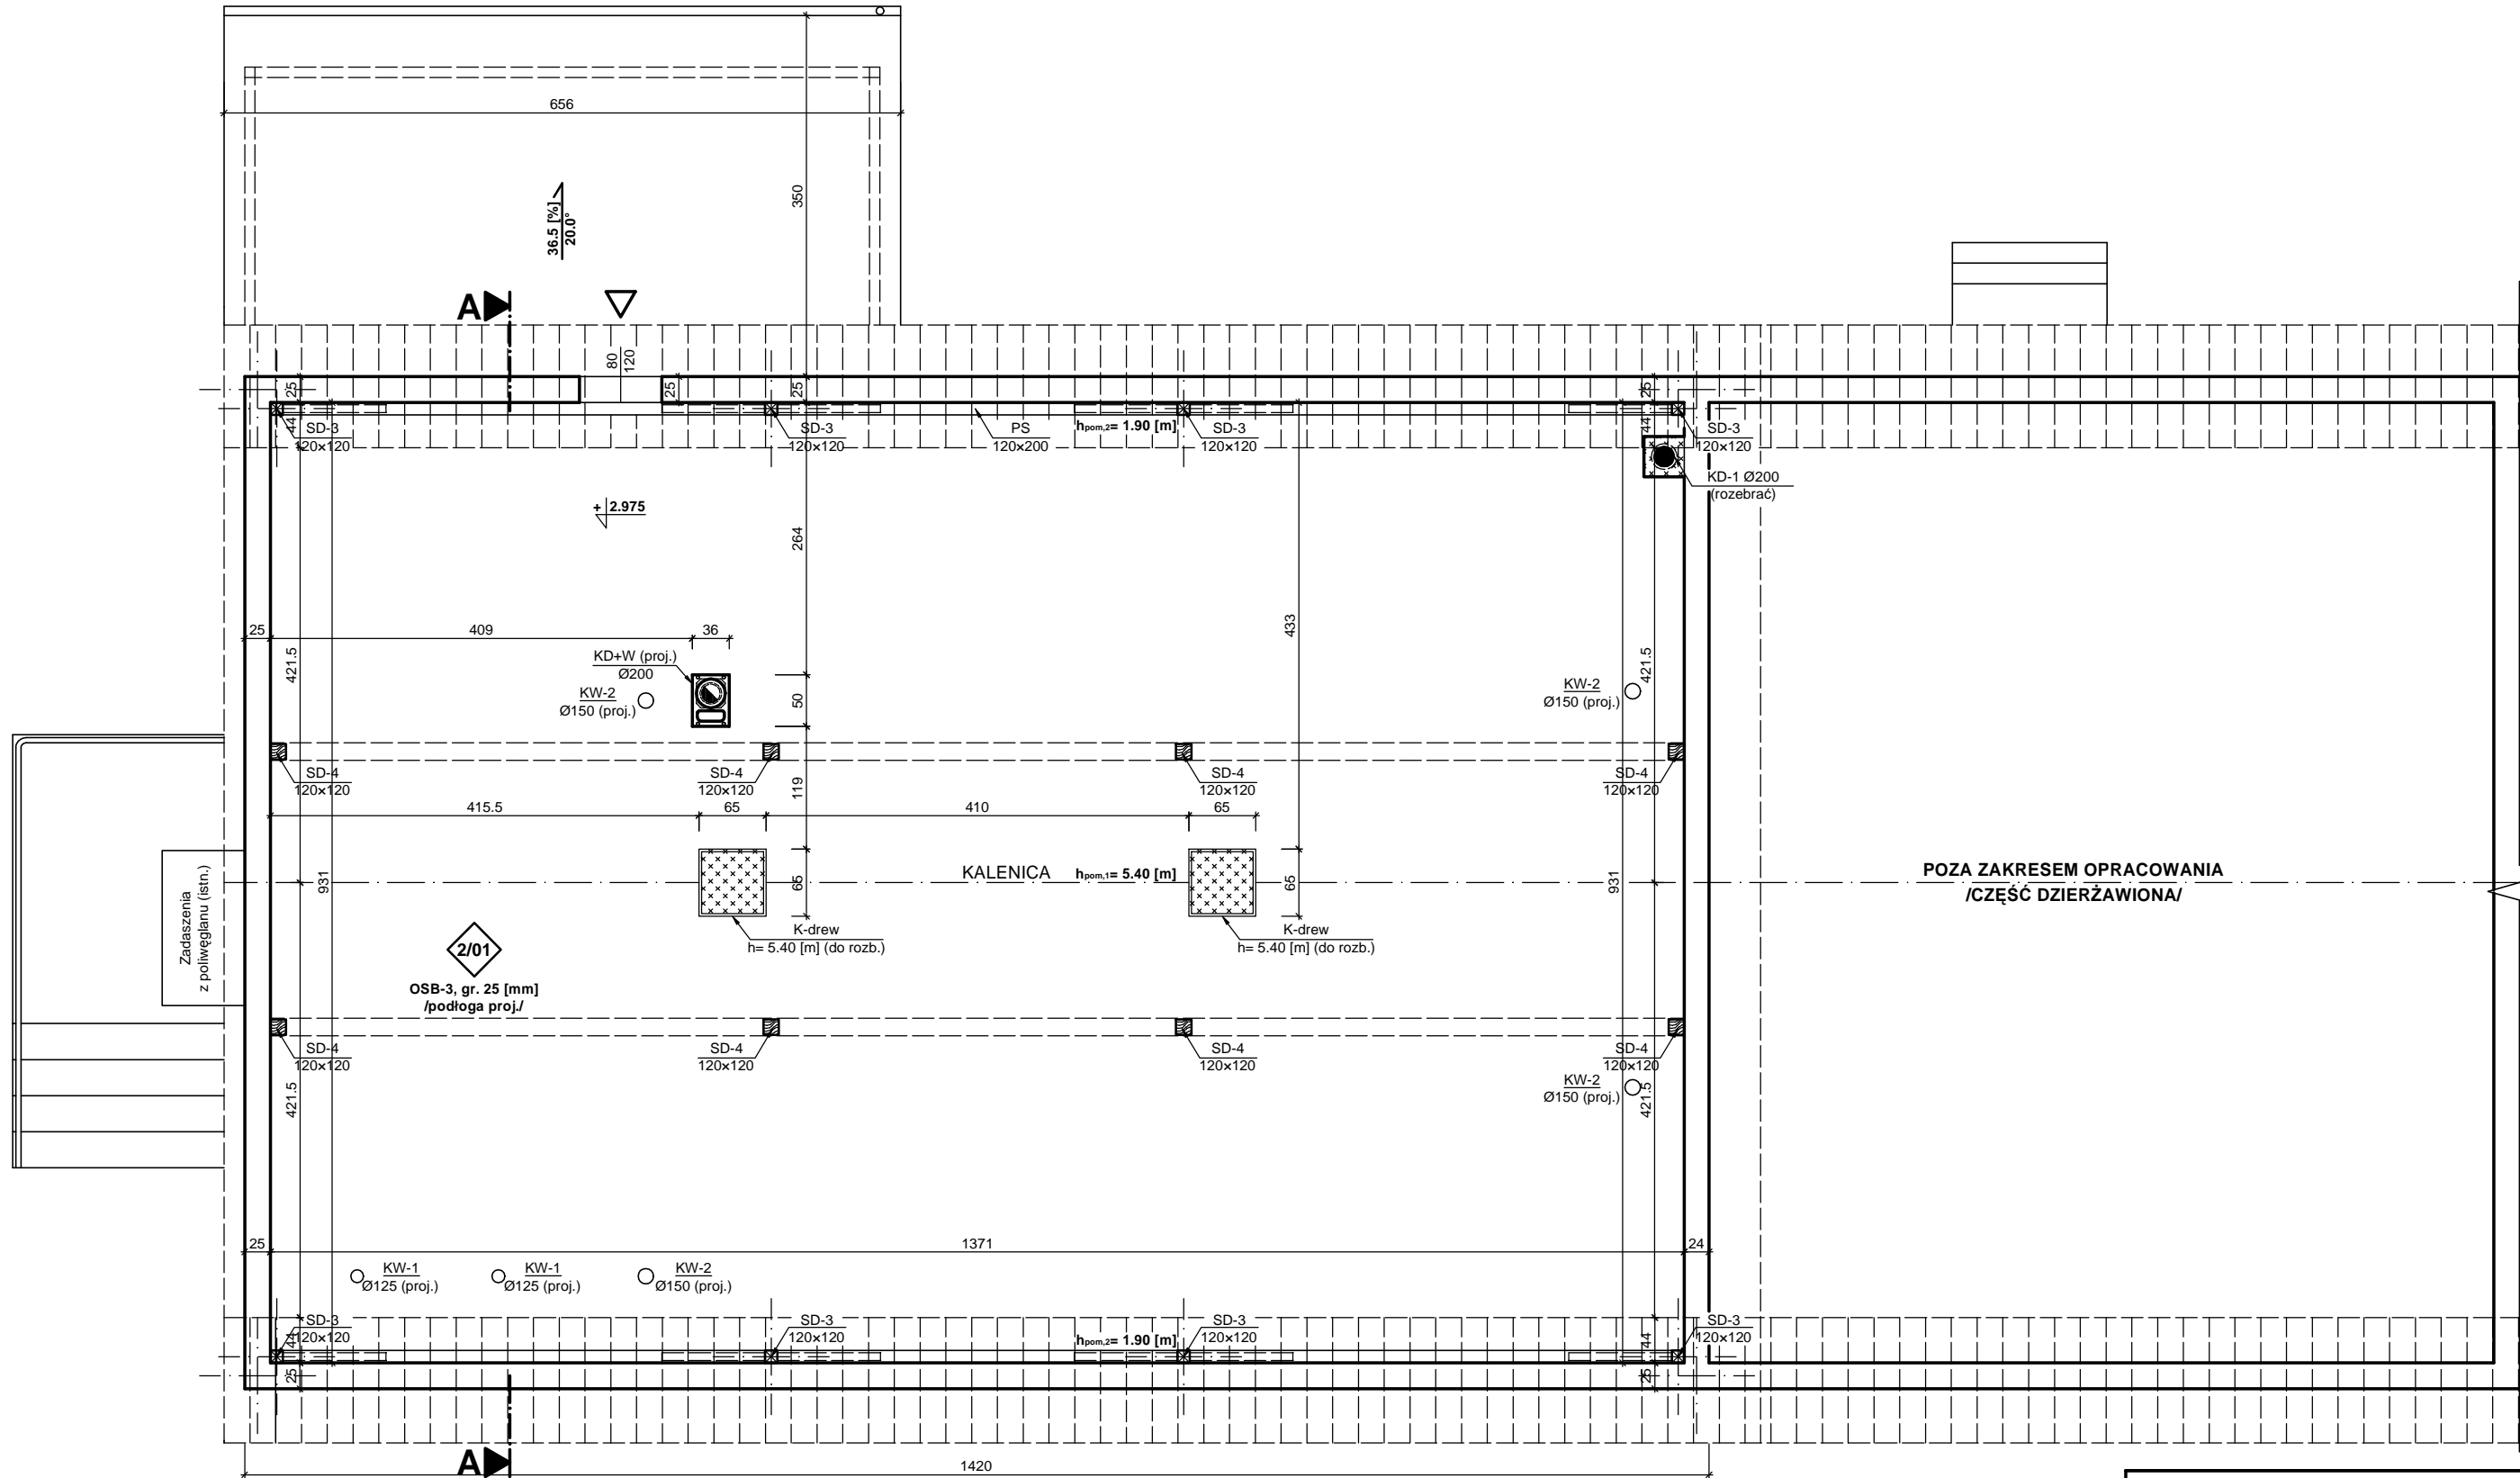 656
350
36.5 [%]
20.0°
A
80
120
25
25
25
25
44
SD-3
120×120
SD-3
120×120
PS
120×200
hpom,2= 1.90 [m]
SD-3
120×120
44
SD-3
120×120
KD-1 Ø200
(rozebrać)
+ 2.975
264
433
25
409
36
421.5
421.5
KD+W (proj.)
Ø200
KW-2
Ø150 (proj.)
50
KW-2
Ø150 (proj.)
SD-4
120×120
SD-4
120×120
119
SD-4
120×120
SD-4
120×120
415.5
65
410
65
Zadaszenia
z poliwęglanu (istn.)
931
65
KALENICA
hpom,1= 5.40 [m]
65
931
POZA ZAKRESEM OPRACOWANIA
/CZĘŚĆ DZIERŻAWIONA/
K-drew
h= 5.40 [m] (do rozb.)
K-drew
h= 5.40 [m] (do rozb.)
2/01
OSB-3, gr. 25 [mm]
/podłoga proj./
SD-4
120×120
SD-4
120×120
SD-4
120×120
SD-4
120×120
421.5
KW-2
Ø150 (proj.)
421.5
25
1371
24
KW-1
Ø125 (proj.)
KW-1
Ø125 (proj.)
KW-2
Ø150 (proj.)
SD-3
120×120
44
SD-3
120×120
hpom,2= 1.90 [m]
SD-3
120×120
44
SD-3
120×120
25
25
A
1420